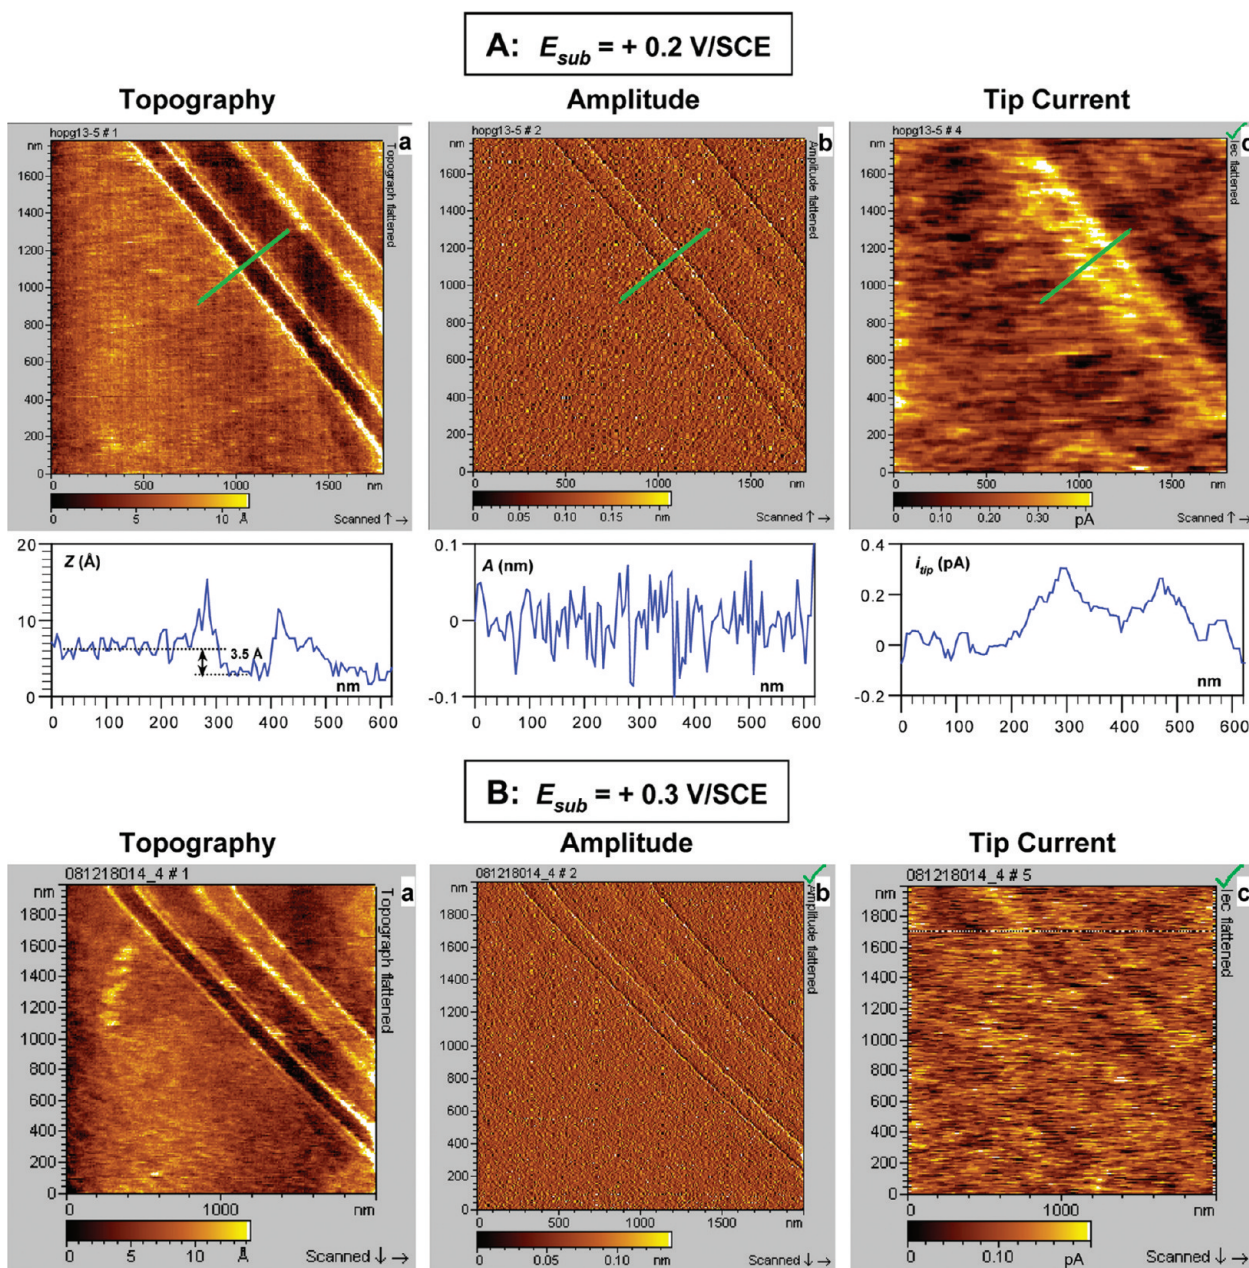 A: Esub = + 0.2 V/SCE
Topography
Amplitude
Tip Current
hopg13-5 # 1
nm
a
Topograph flattened
1600
1400
1200
1000
800
600
400
200
0
0
500
1000
1500
nm
0
5
10
Å
Scanned ↑ →
hopg13-5 # 2
nm
b
Amplitude flattened
1600
1400
1200
1000
800
600
400
200
0
0
500
1000
1500
nm
0
0.05
0.10
0.15
nm
Scanned ↑ →
hopg13-5 # 4
nm
Iec flattened
1600
1400
1200
1000
800
600
400
200
0
0
500
1000
1500
nm
0
0.10
0.20
0.30
pA
Scanned ↑ →
20
10
0
Z (Å)
3.5 Å
nm
0 100 200 300 400 500 600
0.1
0
-0.1
A (nm)
nm
0 100 200 300 400 500 600
0.4
0.2
0
-0.2
itip (pA)
nm
0 100 200 300 400 500 600
B: Esub = + 0.3 V/SCE
Topography
Amplitude
Tip Current
081218014_4 # 1
nm
a
Topograph flattened
1800
1600
1400
1200
1000
800
600
400
200
0
0
1000
nm
0
5
10
Å
Scanned ↓ →
081218014_4 # 2
nm
b
Amplitude flattened
1800
1600
1400
1200
1000
800
600
400
200
0
0
500
1000
1500
nm
0
0.05
0.10
nm
Scanned ↓ →
081218014_4 # 5
nm
c
Iec flattened
1800
1600
1400
1200
1000
800
600
400
200
0
0
1000
nm
0
0.10
pA
Scanned ↓ →